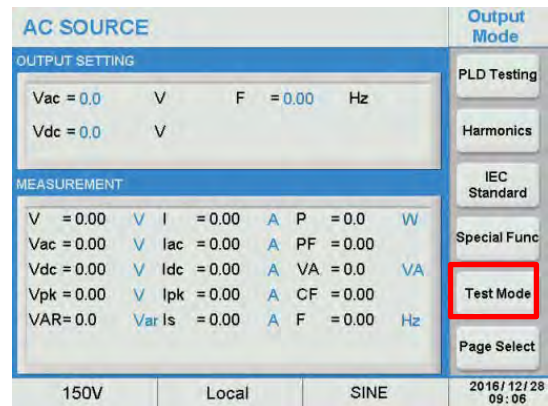 AC SOURCE
OUTPUT SETTING
Vac = 0.0 V F = 0.00 Hz
Vdc = 0.0 V
MEASUREMENT
V = 0.00 V I = 0.00 A P = 0.0 W
Vac = 0.00 V Iac = 0.00 A PF = 0.00
Vdc = 0.00 V Idc = 0.00 A VA = 0.0 VA
Vpk = 0.00 V Ipk = 0.00 A CF = 0.00
VAR= 0.0 Var Is = 0.00 A F = 0.00 Hz
150V Local SINE
Output
Mode
PLD Testing
Harmonics
IEC
Standard
Special Func
Test Mode
Page Select
2016/12/28
09:06